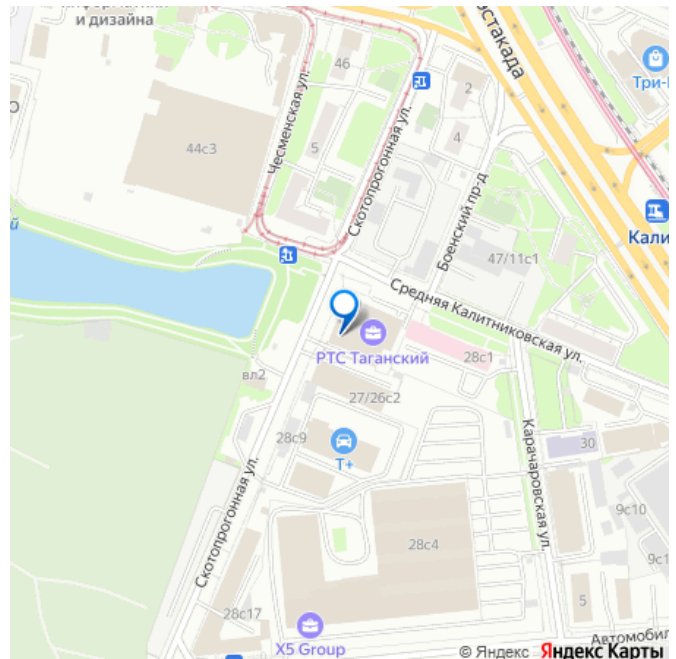 и дизайна
стакада
46
2
Три-
Чесменская ул.
4
5
44с3
Скотопрогонная ул.
Боенский пр-д
Кали
47/11с1
Средняя Калитниковская ул.
РТС Таганский
28с1
вл2
27/26с2
28с9
Т+
30
Карачаровская ул.
9с10
Скотопрогонная ул.
28с4
9с1
5
28с17
X5 Group
Автомобил
© Яндекс Яндекс Карты